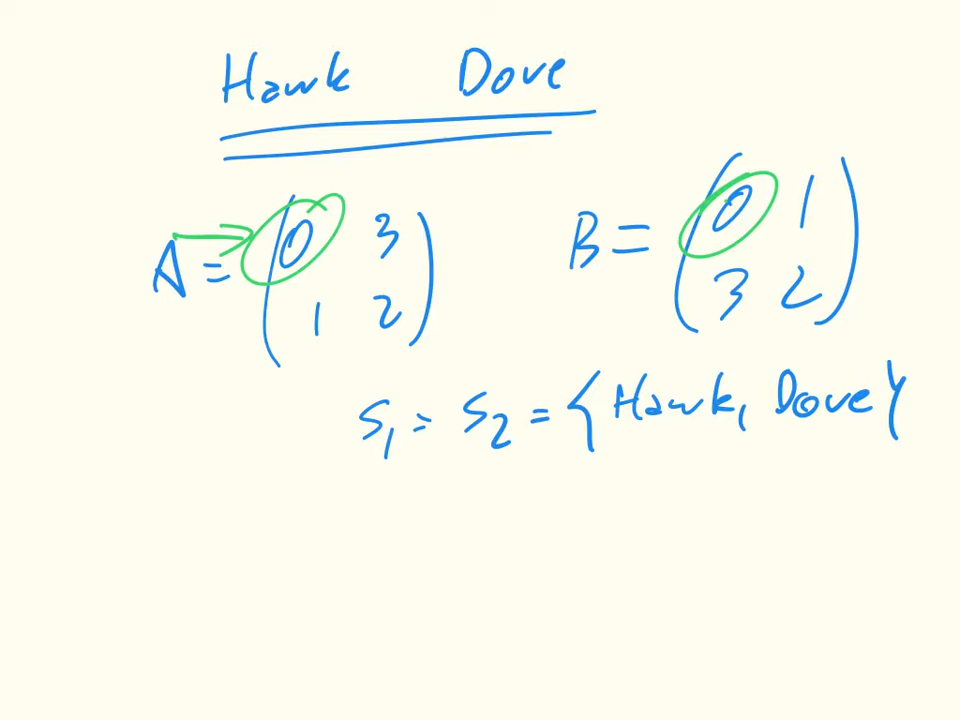 Hawk Dove
A = (0 3
1 2)
B = (0 1
3 2)
S₁ = S₂ = {Hawk, Dove}